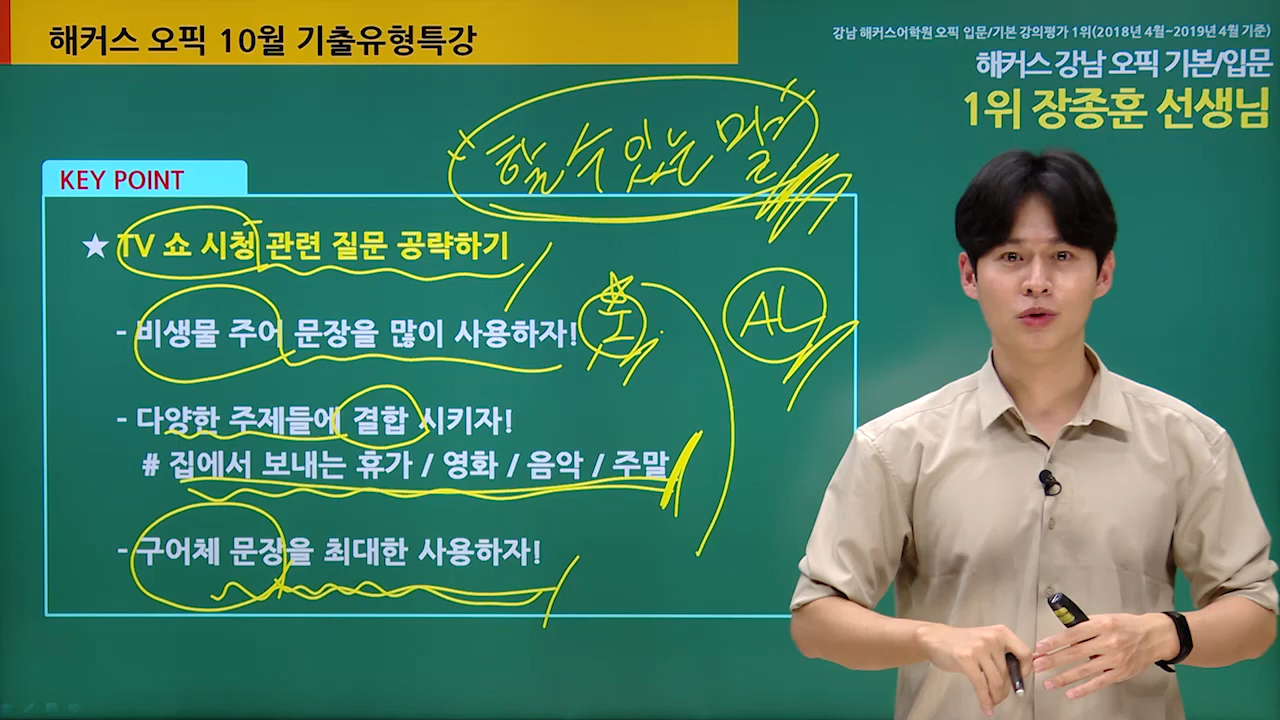 해커스 오픽 10월 기출유형특강
강남 해커스어학원 오픽 입문/기본 강의평가 1위(2018년 4월~2019년 4월 기준)
해커스 강남 오픽 기본/입문
1위 장종훈 선생님
할 수 있는 말
KEY POINT
★ TV 쇼 시청 관련 질문 공략하기
- 비생물 주어 문장을 많이 사용하자!
AL
- 다양한 주제들에 결합 시키자!
# 집에서 보내는 휴가 / 영화 / 음악 / 주말
- 구어체 문장을 최대한 사용하자!